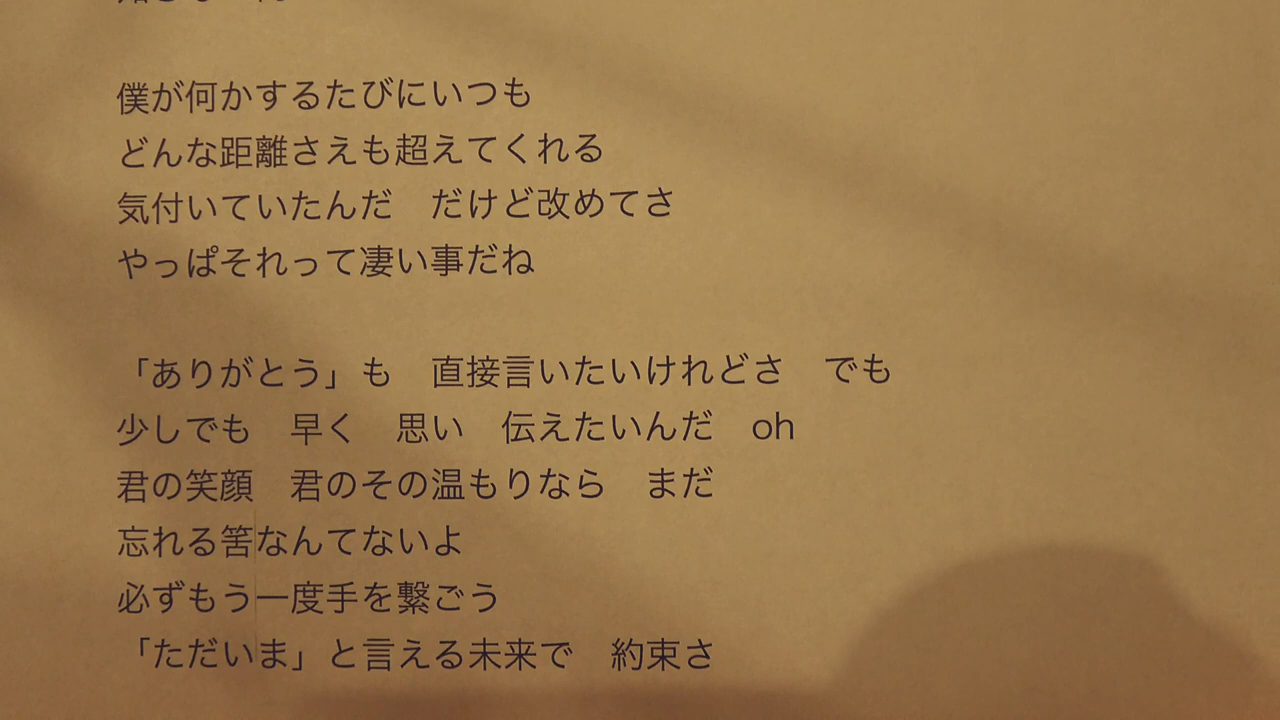 僕が何かするたびにいつも
どんな距離さえも超えてくれる
気付いていたんだ　だけど改めてさ
やっぱそれって凄い事だね
「ありがとう」も　直接言いたいけれどさ　でも
少しでも　早く　思い　伝えたいんだ　oh
君の笑顔　君のその温もりなら　まだ
忘れる筈なんてないよ
必ずもう一度手を繋ごう
「ただいま」と言える未来で　約束さ